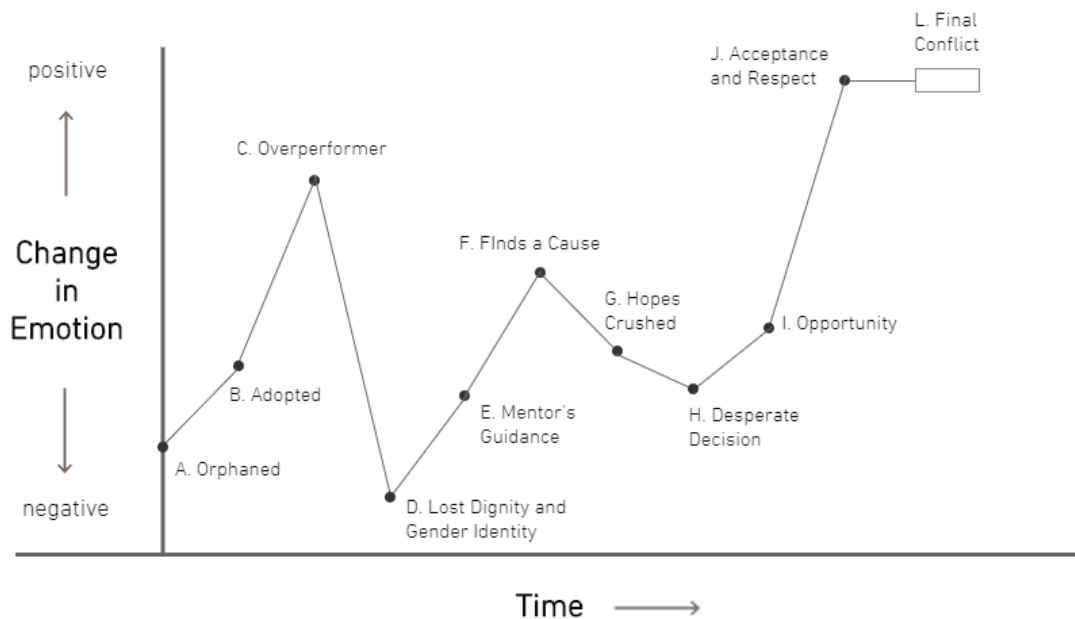 L. Final
Conflict
J. Acceptance
and Respect
positive
C. Overperformer
Change
in
Emotion
F. FInds a Cause
G. Hopes
Crushed
I. Opportunity
B. Adopted
E. Mentor's
Guidance
H. Desperate
Decision
A. Orphaned
negative
D. Lost Dignity and
Gender Identity
Time